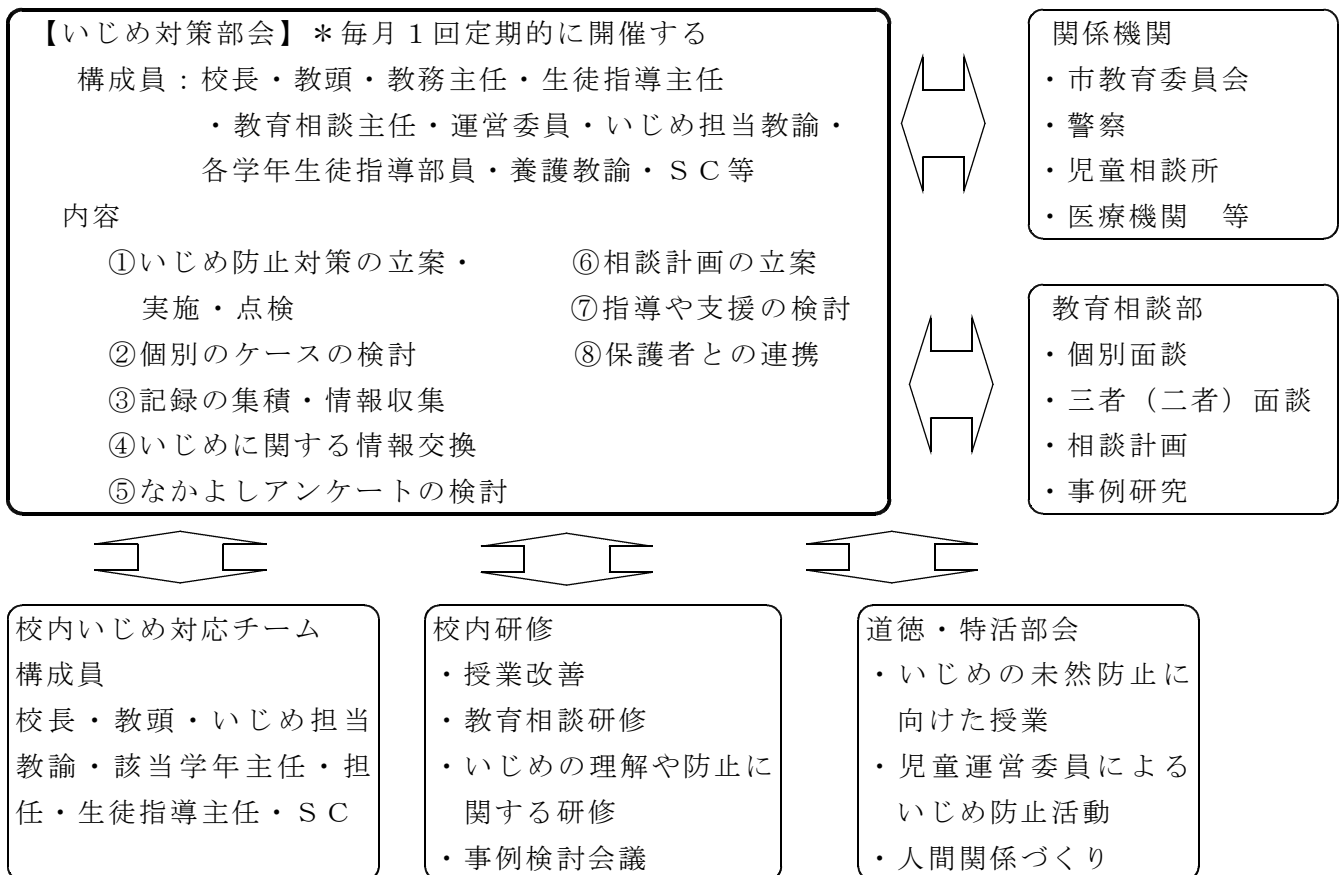 【いじめ対策部会】＊毎月１回定期的に開催する
構成員：校長・教頭・教務主任・生徒指導主任
・教育相談主任・運営委員・いじめ担当教諭・
各学年生徒指導部員・養護教諭・ＳＣ等
内容
①いじめ防止対策の立案・
実施・点検
②個別のケースの検討
③記録の集積・情報収集
④いじめに関する情報交換
⑤なかよしアンケートの検討
⑥相談計画の立案
⑦指導や支援の検討
⑧保護者との連携
関係機関
・市教育委員会
・警察
・児童相談所
・医療機関　等
教育相談部
・個別面談
・三者（二者）面談
・相談計画
・事例研究
校内いじめ対応チーム
構成員
校長・教頭・いじめ担当
教諭・該当学年主任・担
任・生徒指導主任・ＳＣ
校内研修
・授業改善
・教育相談研修
・いじめの理解や防止に
関する研修
・事例検討会議
道徳・特活部会
・いじめの未然防止に
向けた授業
・児童運営委員による
いじめ防止活動
・人間関係づくり